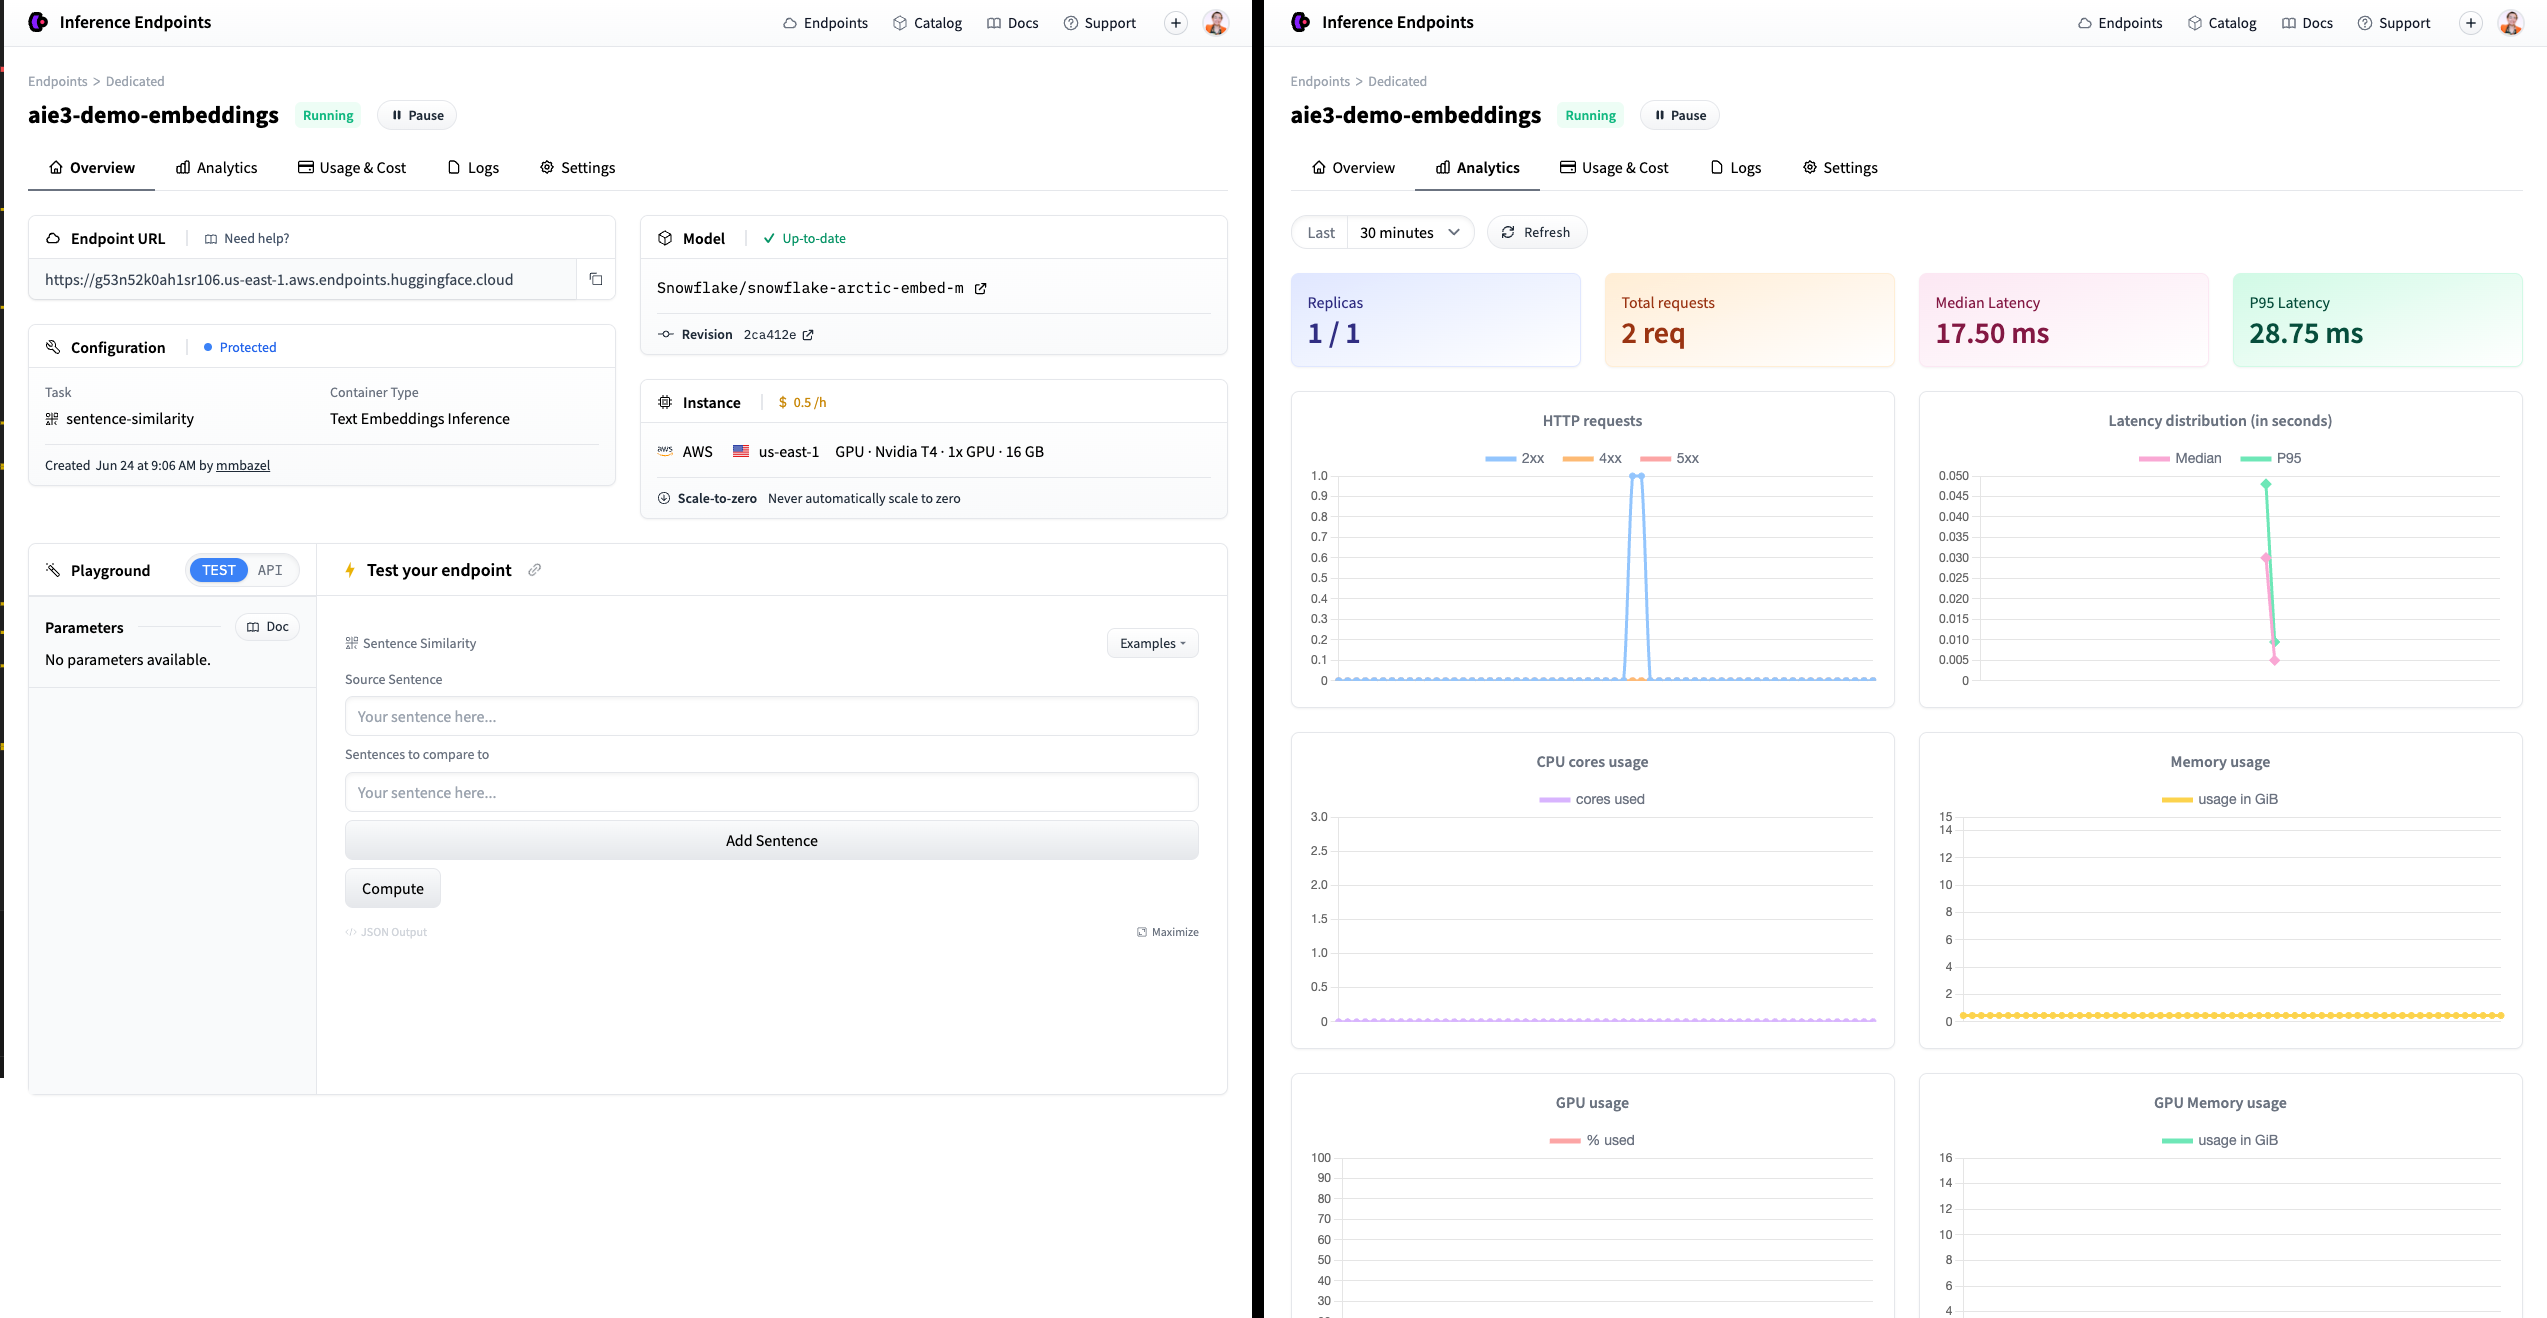 Inference Endpoints
Endpoints Catalog Docs Support
Endpoints > Dedicated
aie3-demo-embeddings Running Pause
Overview Analytics Usage & Cost Logs Settings
Endpoint URL Need help?
https://g53n52k0ah1sr106.us-east-1.aws.endpoints.huggingface.cloud
Configuration Protected
Task Container Type
sentence-similarity Text Embeddings Inference
Created Jun 24 at 9:06 AM by mmbazel
Model Up-to-date
Snowflake/snowflake-arctic-embed-m
Revision 2ca412e
Instance $ 0.5 /h
aws AWS us-east-1 GPU · Nvidia T4 · 1x GPU · 16 GB
Scale-to-zero Never automatically scale to zero
Playground TEST API
Parameters Doc
No parameters available.
Test your endpoint
Sentence Similarity Examples
Source Sentence
Your sentence here...
Sentences to compare to
Your sentence here...
Add Sentence
Compute
</> JSON Output Maximize
Inference Endpoints
Endpoints Catalog Docs Support
Endpoints > Dedicated
aie3-demo-embeddings Running Pause
Overview Analytics Usage & Cost Logs Settings
Last 30 minutes Refresh
Replicas
1 / 1
Total requests
2 req
Median Latency
17.50 ms
P95 Latency
28.75 ms
HTTP requests
2xx 4xx 5xx
1.0
0.9
0.8
0.7
0.6
0.5
0.4
0.3
0.2
0.1
0
Latency distribution (in seconds)
Median P95
0.050
0.045
0.040
0.035
0.030
0.025
0.020
0.015
0.010
0.005
0
CPU cores usage
cores used
3.0
2.5
2.0
1.5
1.0
0.5
0
Memory usage
usage in GiB
15
14
12
10
8
6
4
2
0
GPU usage
% used
100
90
80
70
60
50
40
30
GPU Memory usage
usage in GiB
16
14
12
10
8
6
4